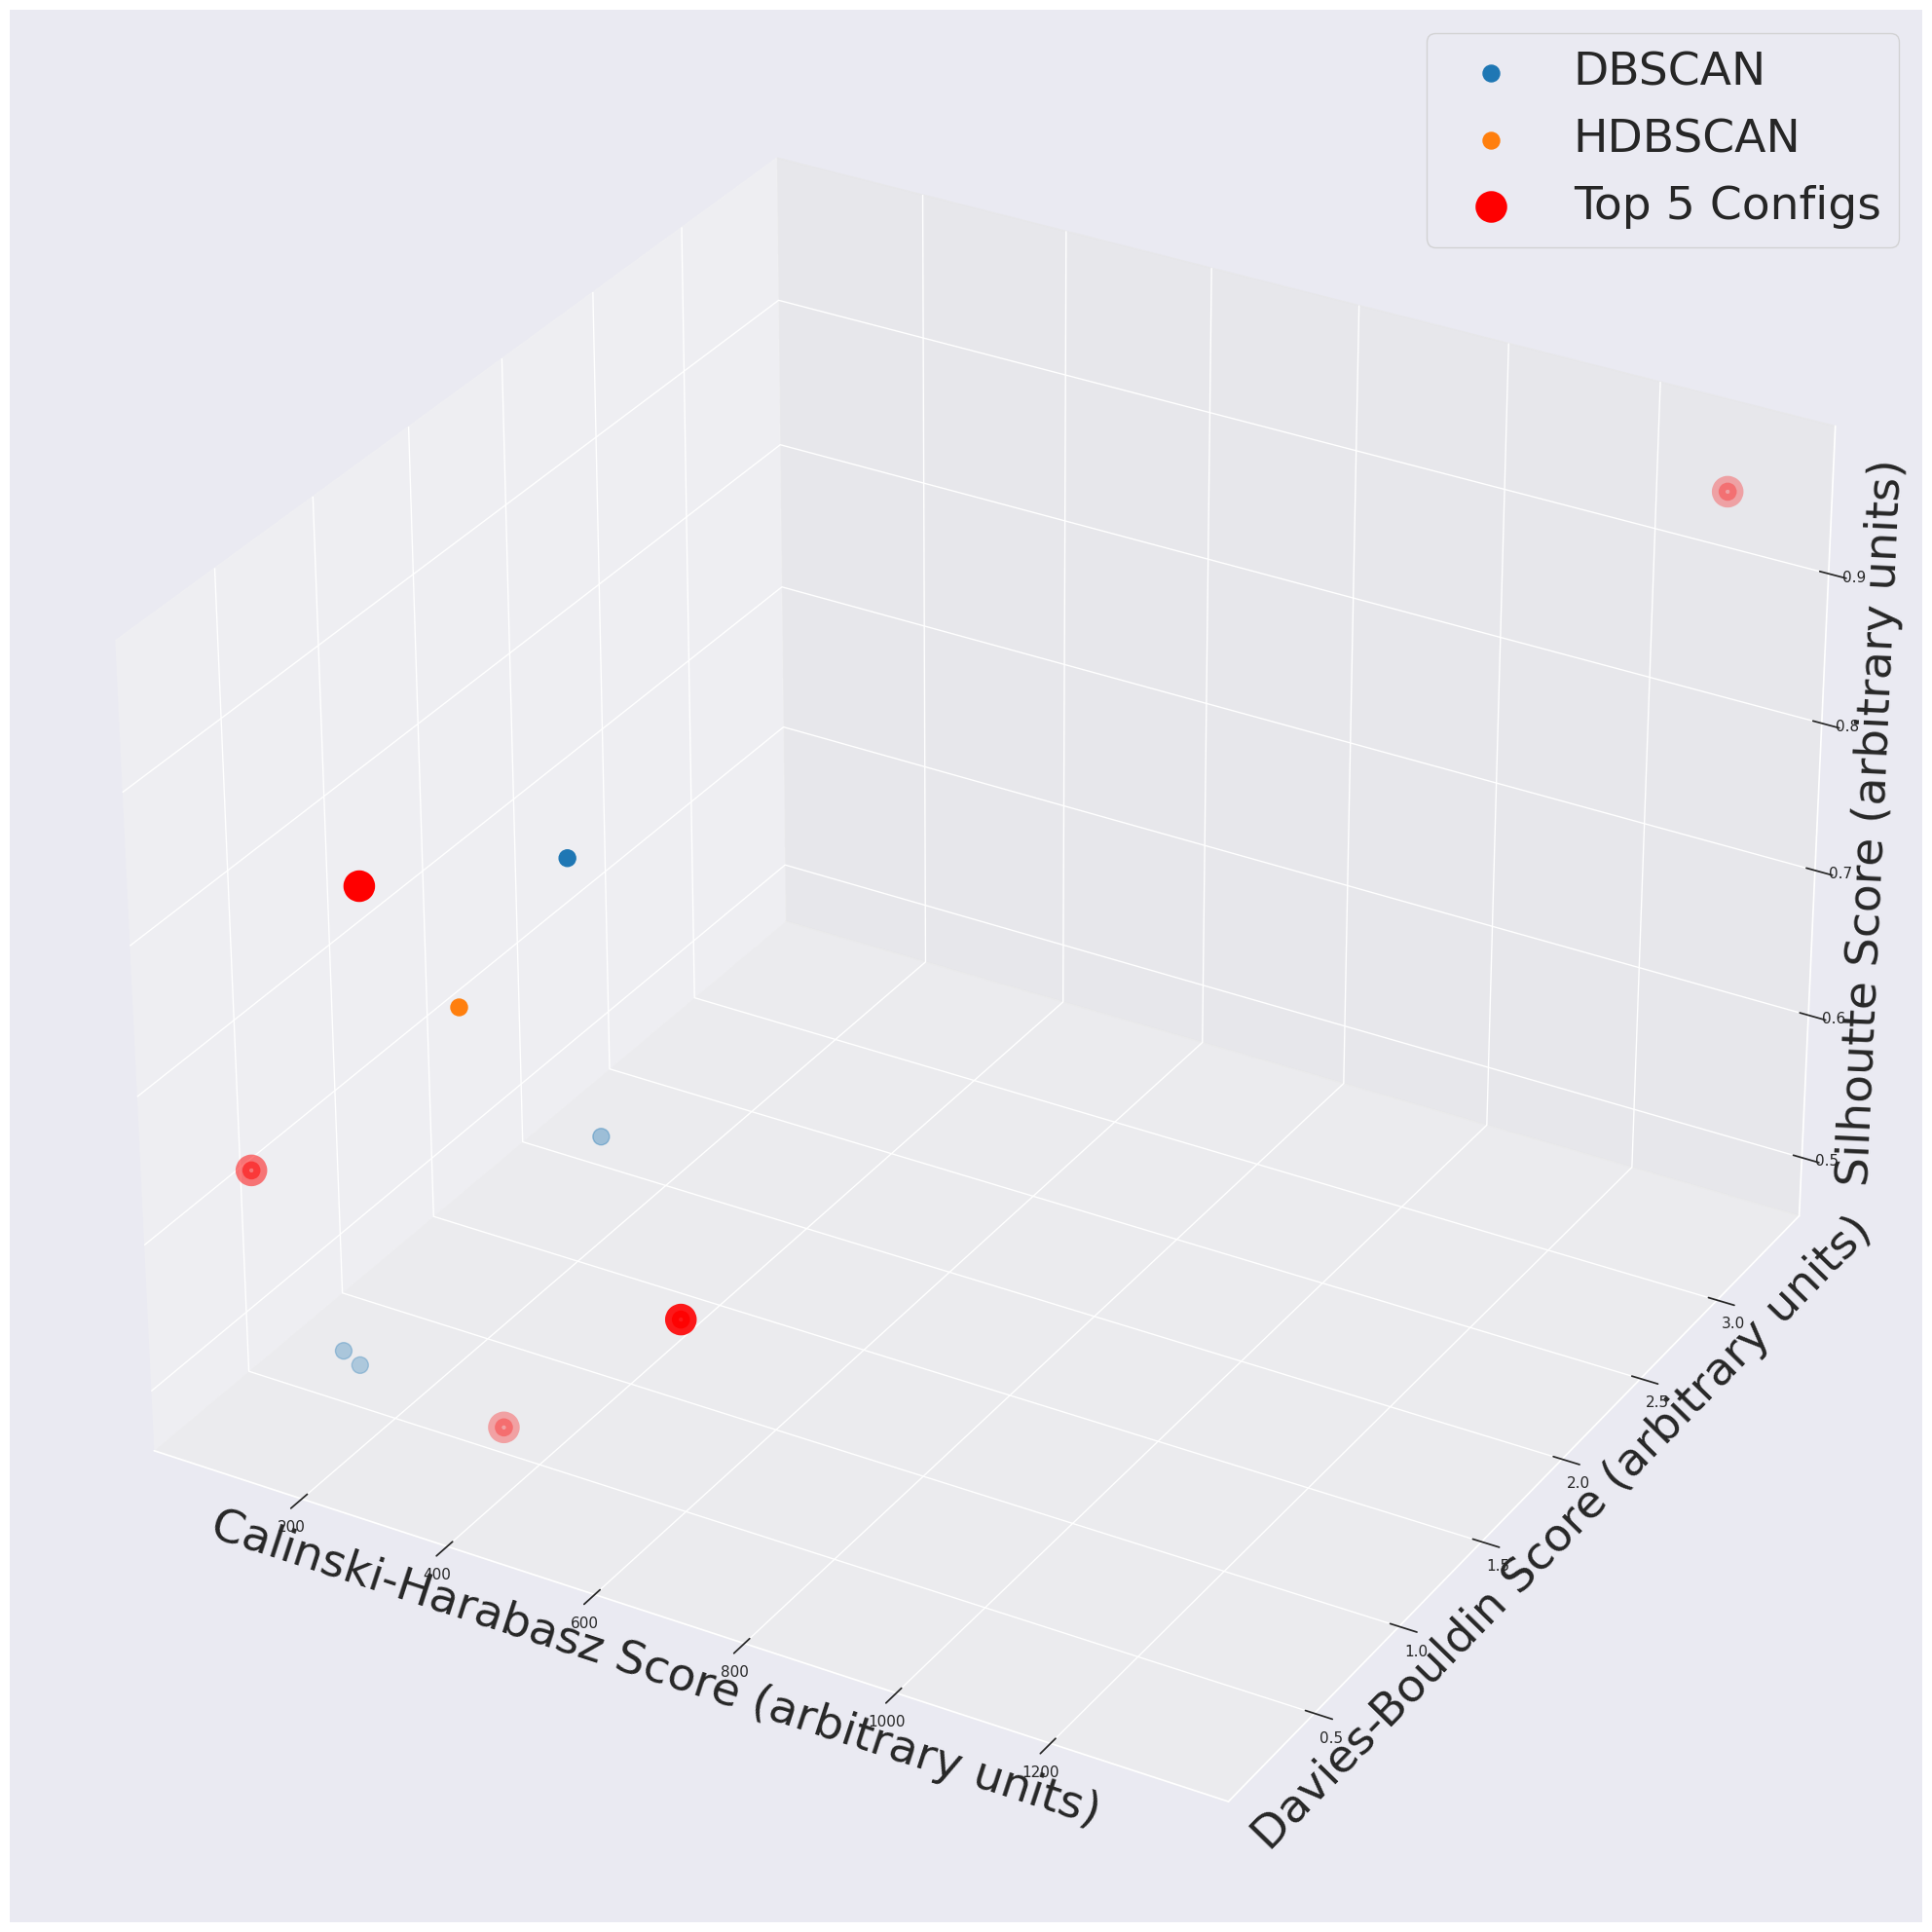 DBSCAN
HDBSCAN
Top 5 Configs
0.9
0.8
0.7
0.6
0.5
Silhoutte Score (arbitrary units)
3.0
2.5
2.0
1.5
1.0
0.5
Davies-Bouldin Score (arbitrary units)
200
400
600
800
1000
1200
Calinski-Harabasz Score (arbitrary units)